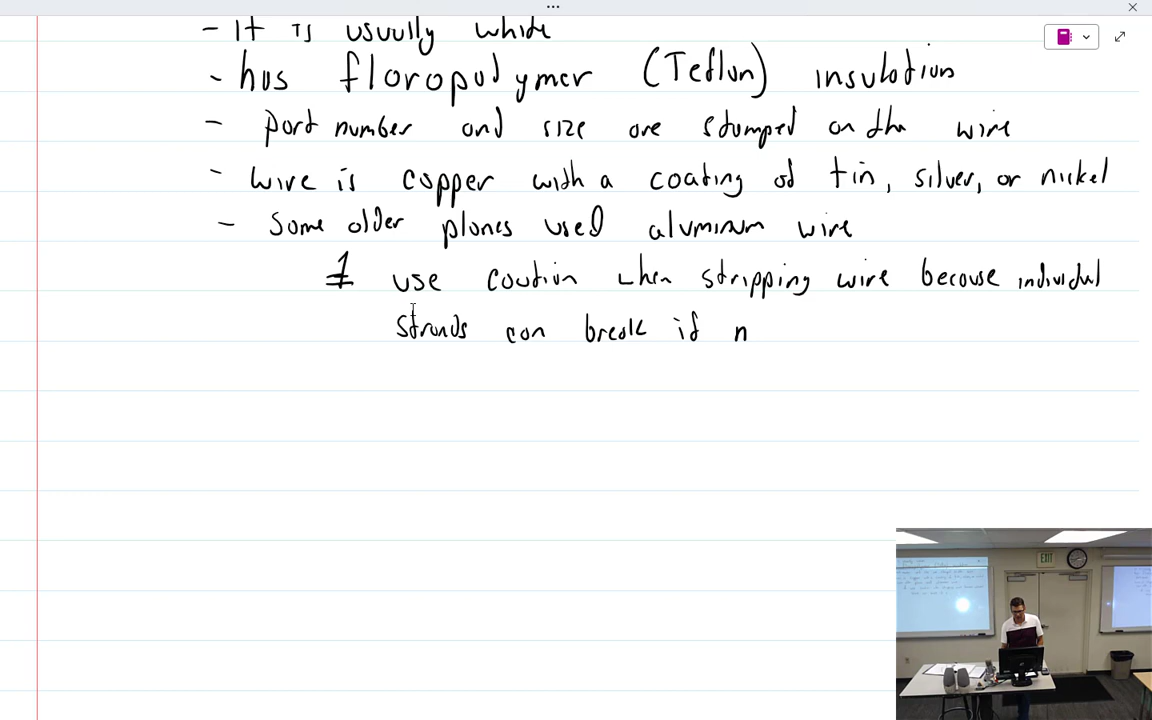 - It is usually white
- has floropolymer (Teflon) insulation
- part number and size are stamped on the wire
- wire is copper with a coating of tin, silver, or nickel
- Some older planes used aluminum wire
1 use caution when stripping wire because individual
strands can break if n
EXIT